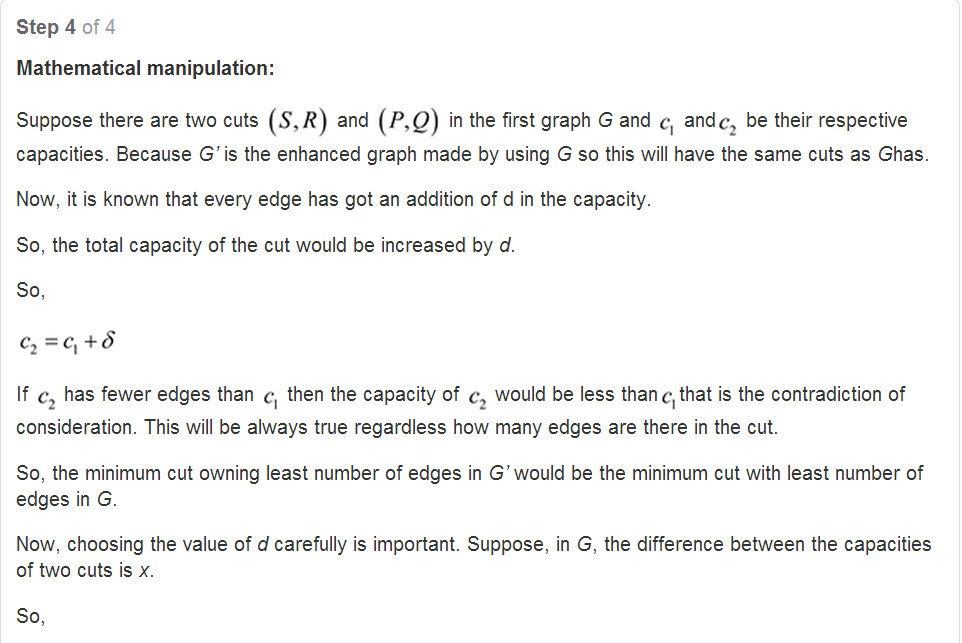 Step 4 of 4
Mathematical manipulation:
Suppose there are two cuts (S,R) and (P,Q) in the first graph G and c₁ and c₂ be their respective
capacities. Because G' is the enhanced graph made by using G so this will have the same cuts as Ghas.
Now, it is known that every edge has got an addition of d in the capacity.
So, the total capacity of the cut would be increased by d.
So,
c₂ = c₁ + δ
If c₂ has fewer edges than c₁ then the capacity of c₂ would be less than c₁ that is the contradiction of
consideration. This will be always true regardless how many edges are there in the cut.
So, the minimum cut owning least number of edges in G' would be the minimum cut with least number of
edges in G.
Now, choosing the value of d carefully is important. Suppose, in G, the difference between the capacities
of two cuts is x.
So,